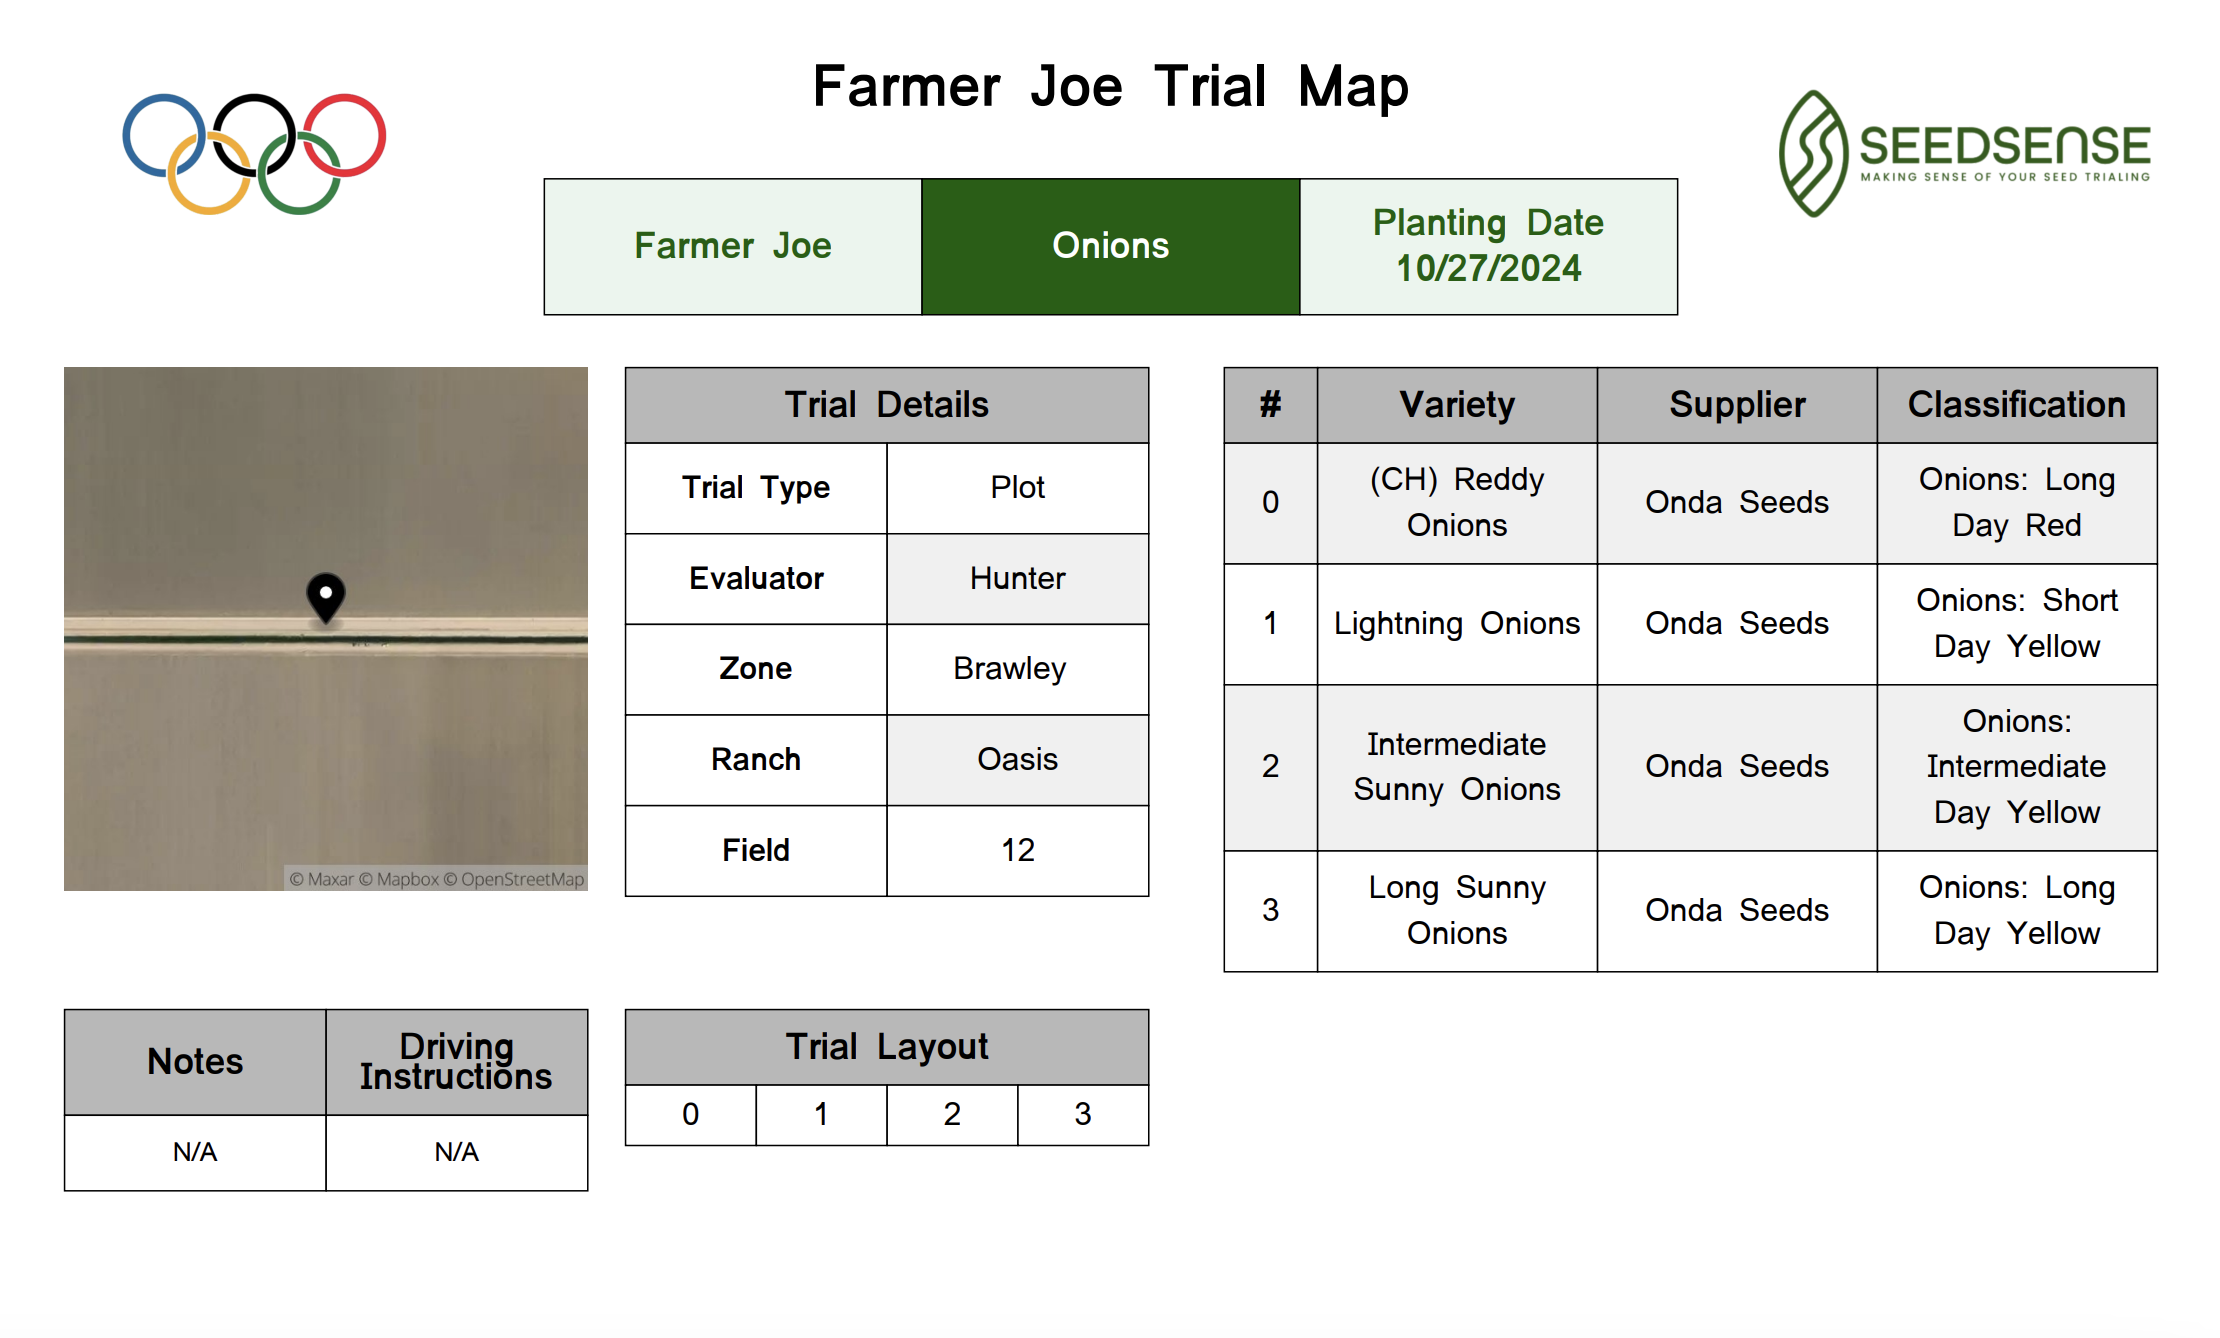 Farmer Joe Trial Map
SEEDSENSE
MAKING SENSE OF YOUR SEED TRIALING
Farmer Joe
Onions
Planting Date
10/27/2024
© Maxar © Mapbox © OpenStreetMap
Trial Details
Trial Type Plot
Evaluator Hunter
Zone Brawley
Ranch Oasis
Field 12
# Variety Supplier Classification
0 (CH) Reddy
Onions Onda Seeds Onions: Long
Day Red
1 Lightning Onions Onda Seeds Onions: Short
Day Yellow
2 Intermediate
Sunny Onions Onda Seeds Onions:
Intermediate
Day Yellow
3 Long Sunny
Onions Onda Seeds Onions: Long
Day Yellow
Notes Driving
Instructions
N/A N/A
Trial Layout
0 1 2 3